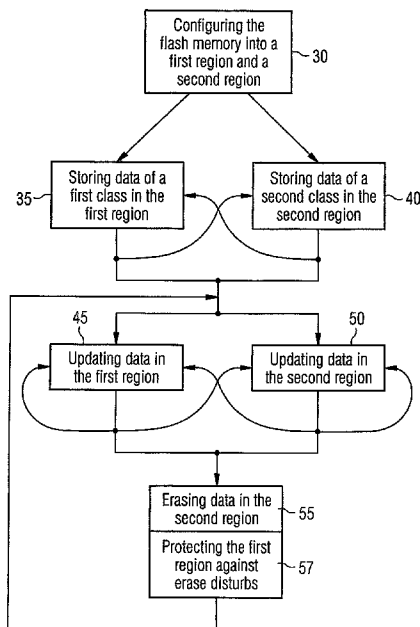 Configuring the
flash memory into a
first region and a
second region
30
Storing data of a
first class in the
first region
35
Storing data of a
second class in the
second region
40
45
Updating data in
the first region
50
Updating data in
the second region
Erasing data in the
second region
55
Protecting the first
region against
erase disturbs
57